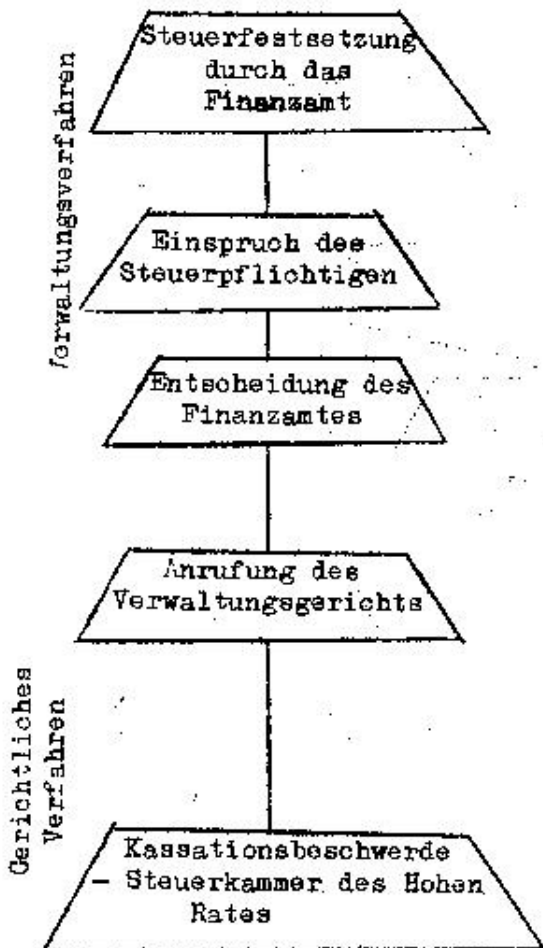 Steuerfestsetzung
durch das
Finanzamt
Verwaltungsverfahren
Einspruch des
Steuerpflichtigen
Entscheidung des
Finanzamtes
Anrufung des
Verwaltungsgerichts
Gerichtliches
Verfahren
Kassationsbeschwerde
– Steuerkammer des Hohen
Rates